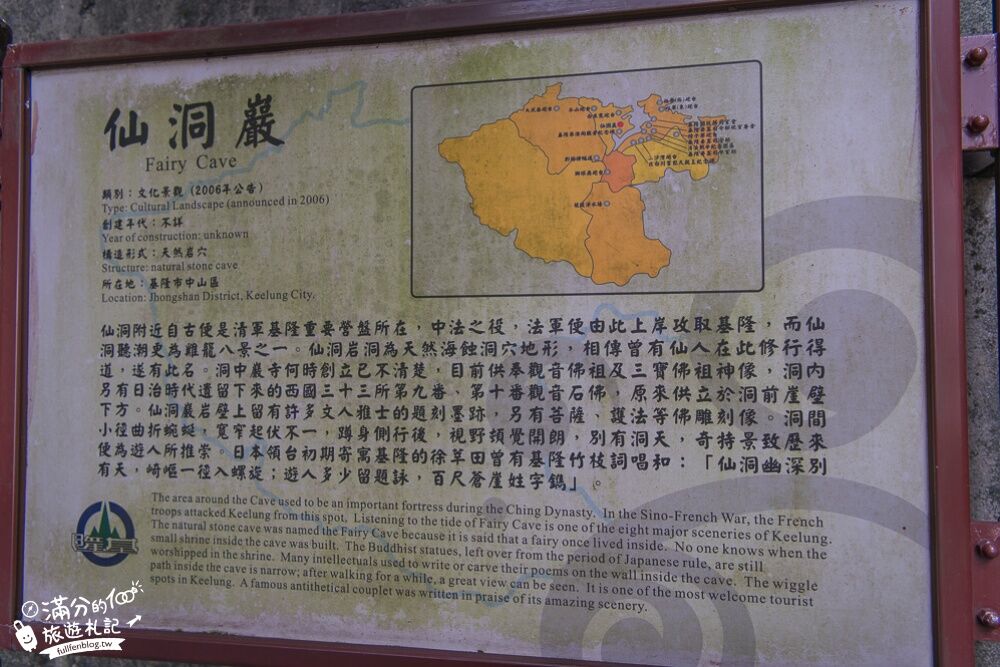 仙洞巖
Fairy Cave
類別：文化景觀（2006年公告）
Type: Cultural Landscape (announced in 2006)
創建年代：不詳
Year of construction: unknown
構造形式：天然岩穴
Structure: natural stone cave
所在地：基隆市中山區
Location: Jhongshan District, Keelung City.
仙洞巖
仙洞附近自古便是清軍基隆重要營盤所在，中法之役，法軍便由此上岸攻取基隆，而仙
洞聽潮更為雞籠八景之一。仙洞岩洞為天然海蝕洞穴地形，相傳曾有仙人在此修行得
道，遂有此名。洞中巖寺何時創立已不清楚，目前供奉觀音佛祖及三寶佛祖神像，洞內
另有日治時代遺留下來的西國三十三所第九番、第十番觀音石佛，原來供立於洞前崖壁
下方。仙洞巖岩壁上留有許多文人雅士的題刻墨跡，另有菩薩、護法等佛雕刻像。洞間
小徑曲折蜿蜒，寬窄起伏不一，蹲身側行後，視野頓覺開朗，別有洞天，奇特景致歷來
便為遊人所推崇。日本領台初期寄寓基隆的徐莘田曾有基隆竹枝詞唱和：「仙洞幽深別
有天，崎嶇一徑入螺旋；遊人多少留題詠，百尺蒼崖姓字鐫」。
The area around the Cave used to be an important fortress during the Ching Dynasty. In the Sino-French War, the French
troops attacked Keelung from this spot. Listening to the tide of Fairy Cave is one of the eight major sceneries of Keelung.
The natural stone cave was named the Fairy Cave because it is said that a fairy once lived inside. No one knows when the
small shrine inside the cave was built. The Buddhist statues, left over from the period of Japanese rule, are still
worshipped in the shrine. Many intellectuals used to write or carve their poems on the wall inside the cave. The wiggle
path inside the cave is narrow; after walking for a while, a great view can be seen. It is one of the most welcome tourist
spots in Keelung. A famous antithetical couplet was written in praise of its amazing scenery.
滿分的
旅遊札記
fullfenblog.tw